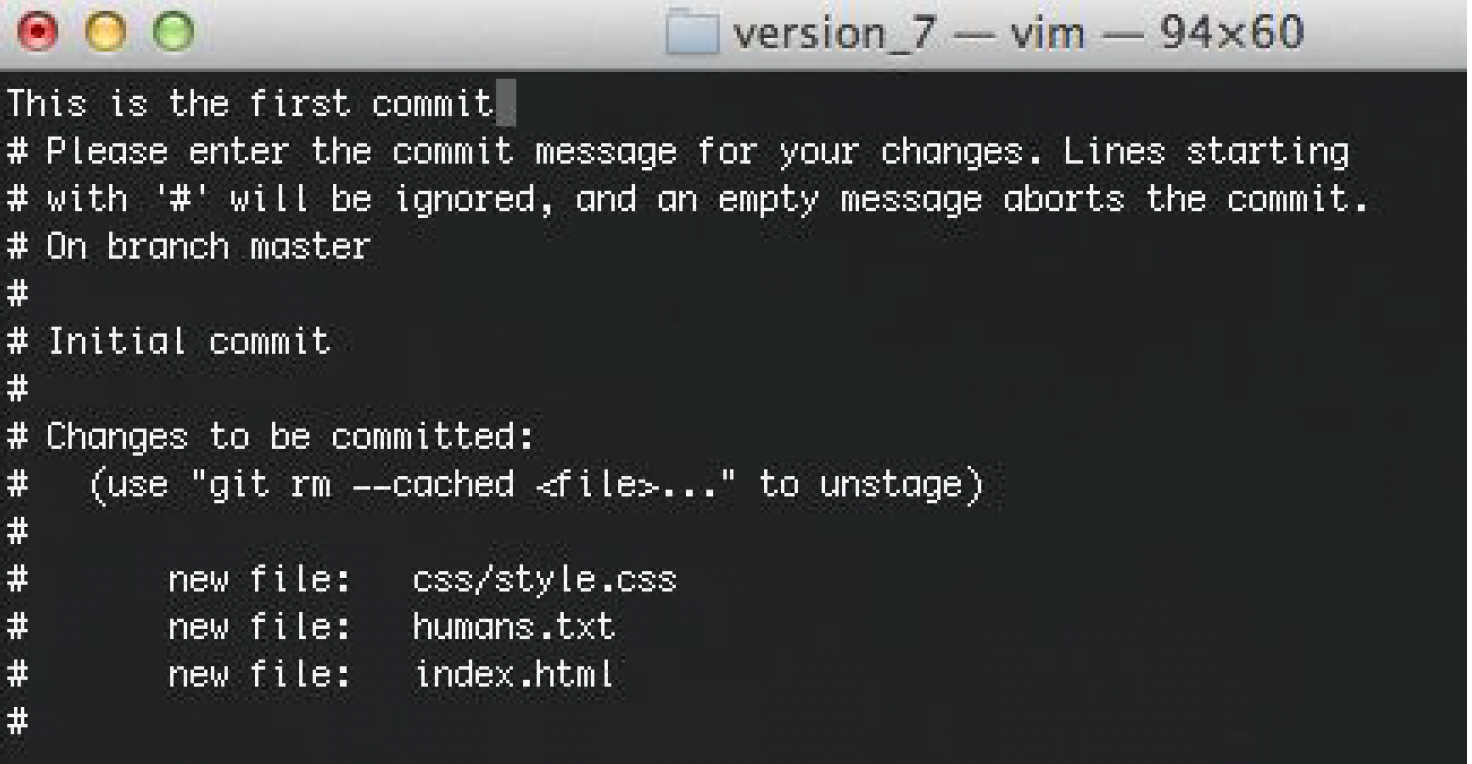 version_7 — vim — 94×60
This is the first commit
# Please enter the commit message for your changes. Lines starting
# with '#' will be ignored, and an empty message aborts the commit.
# On branch master
#
# Initial commit
#
# Changes to be committed:
#   (use "git rm --cached <file>..." to unstage)
#
#       new file:   css/style.css
#       new file:   humans.txt
#       new file:   index.html
#